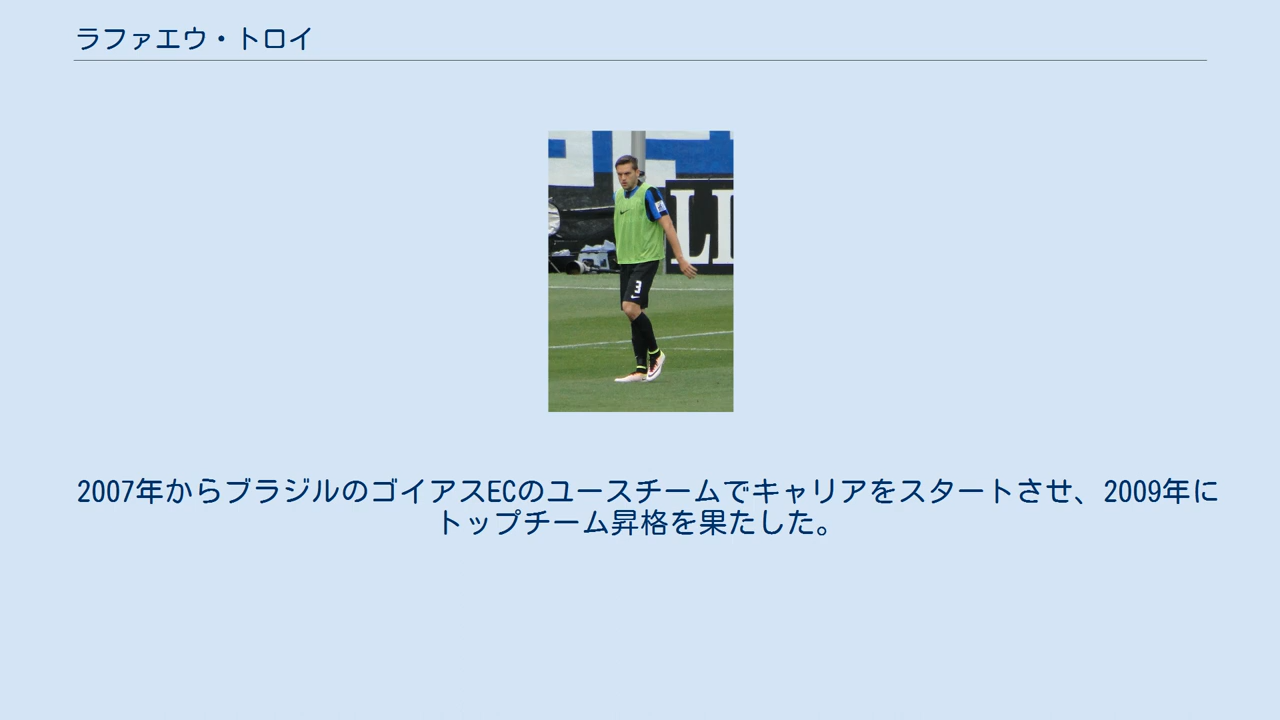 ラファエウ・トロイ
LI
3
2007年からブラジルのゴイアスECのユースチームでキャリアをスタートさせ、2009年に
トップチーム昇格を果たした。